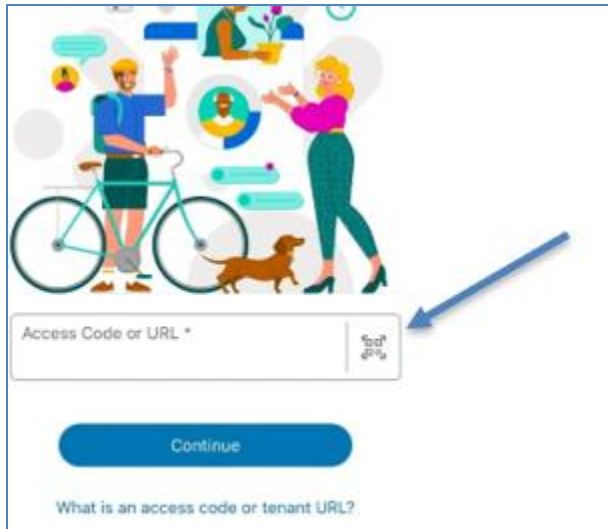 Access Code or URL *
Continue
What is an access code or tenant URL?